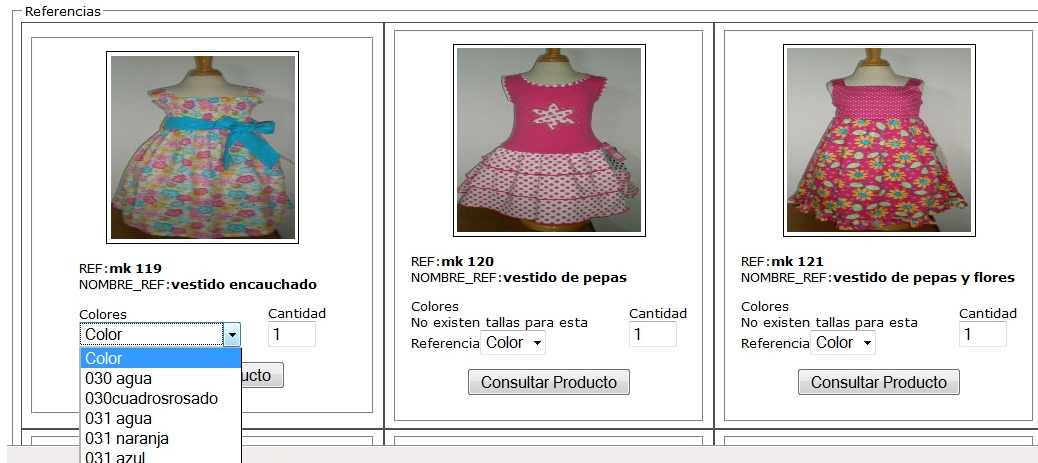 Referencias
REF:mk 119
NOMBRE_REF:vestido encauchado
Colores
Cantidad
Color
1
Color
030 agua
030cuadrosrosado
031 agua
031 naranja
031 azul
ucto
REF:mk 120
NOMBRE_REF:vestido de pepas
Colores
No existen tallas para esta
Referencia Color
Cantidad
1
Consultar Producto
REF:mk 121
NOMBRE_REF:vestido de pepas y flores
Colores
No existen tallas para esta
Referencia Color
Cantidad
1
Consultar Producto